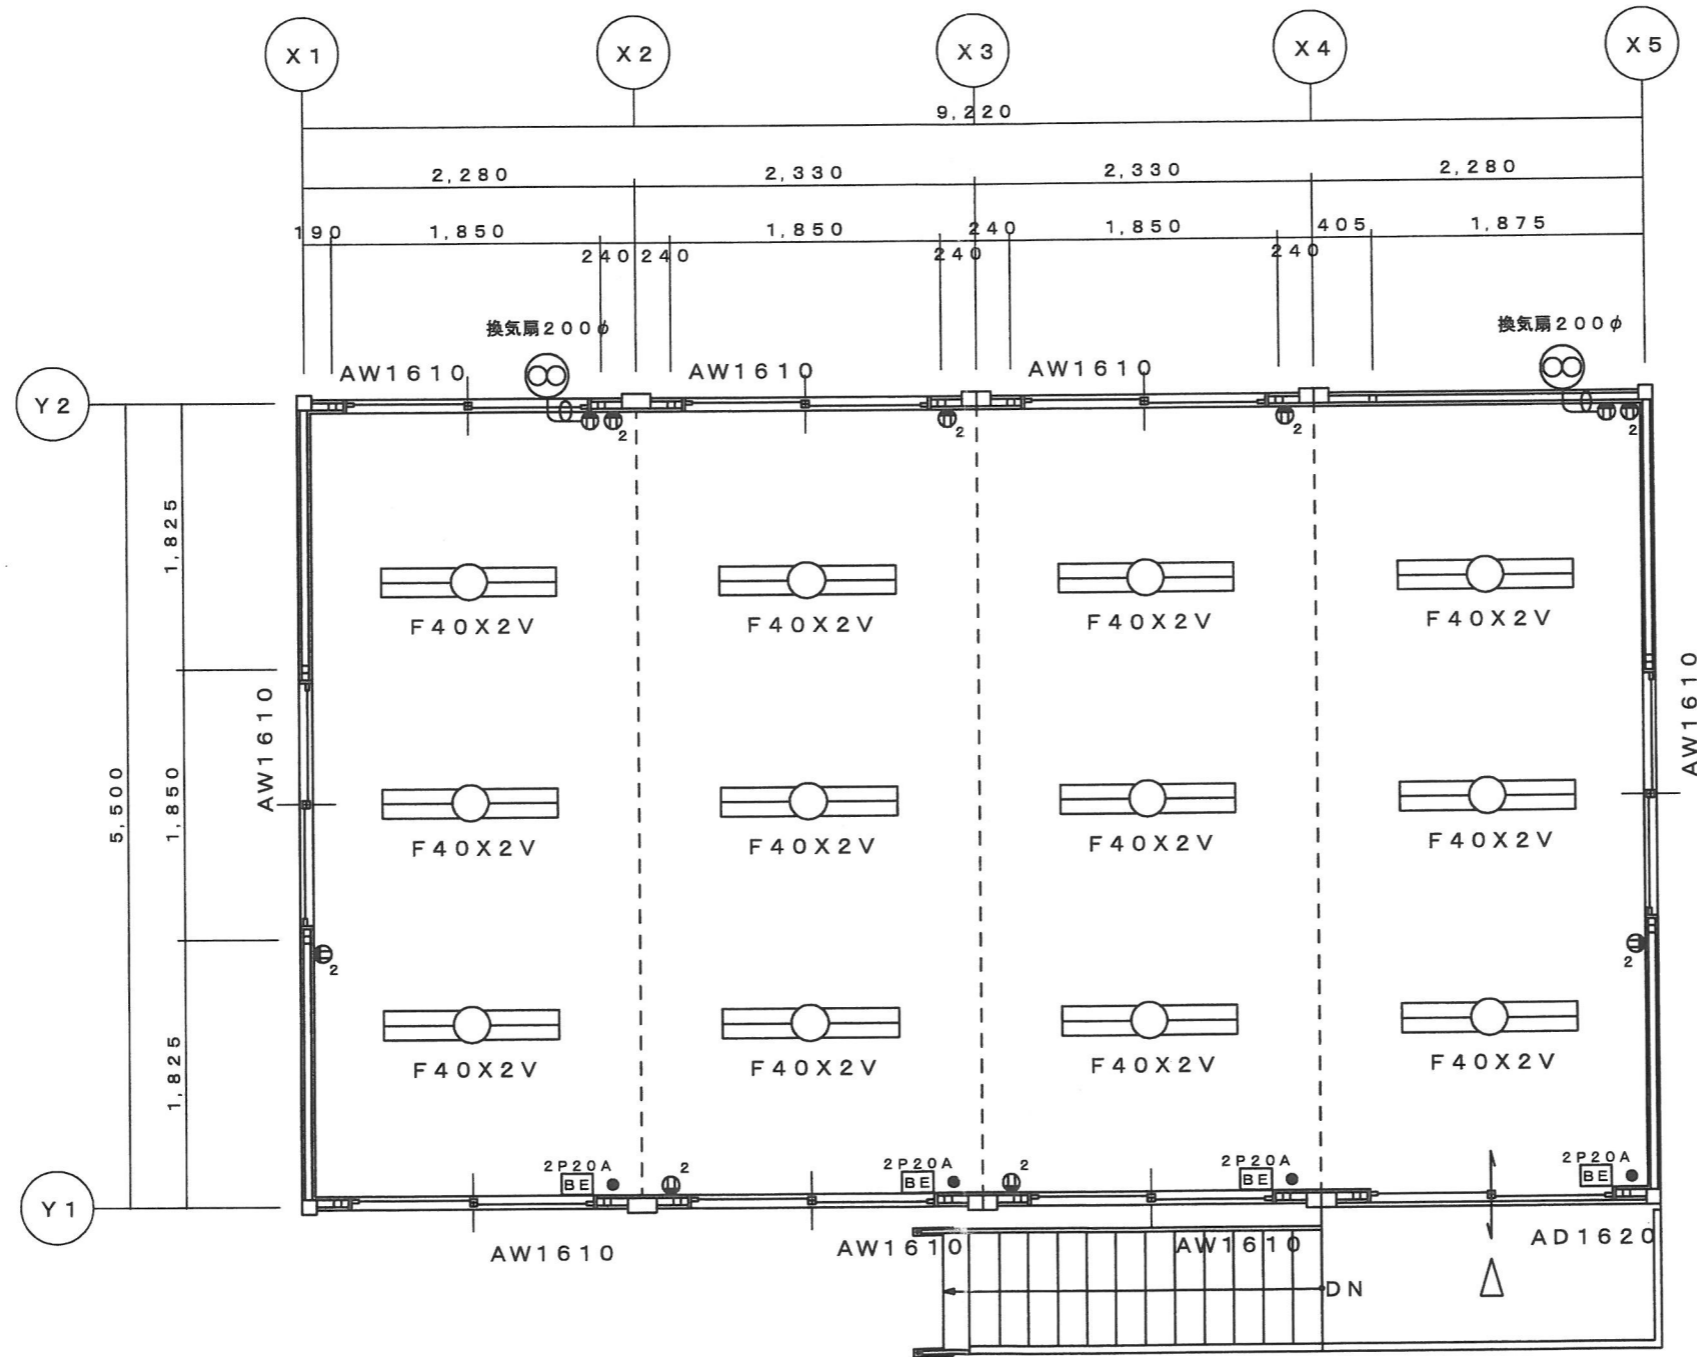 X1 X2 X3 X4 X5
9,220
2,280 2,330 2,330 2,280
190 1,850 240 240 1,850 240 240 1,850 240 405 1,875
換気扇200φ 換気扇200φ
AW1610 AW1610 AW1610
Y2
2 2 2 2
1,825
F40X2V F40X2V F40X2V F40X2V
AW1610 AW1610
5,500 1,850
F40X2V F40X2V F40X2V F40X2V
2 2
1,825
F40X2V F40X2V F40X2V F40X2V
2P20A 2 2P20A 2 2P20A 2P20A
BE BE BE BE
Y1
AW1610 AW1610 AW1610 AD1620
DN